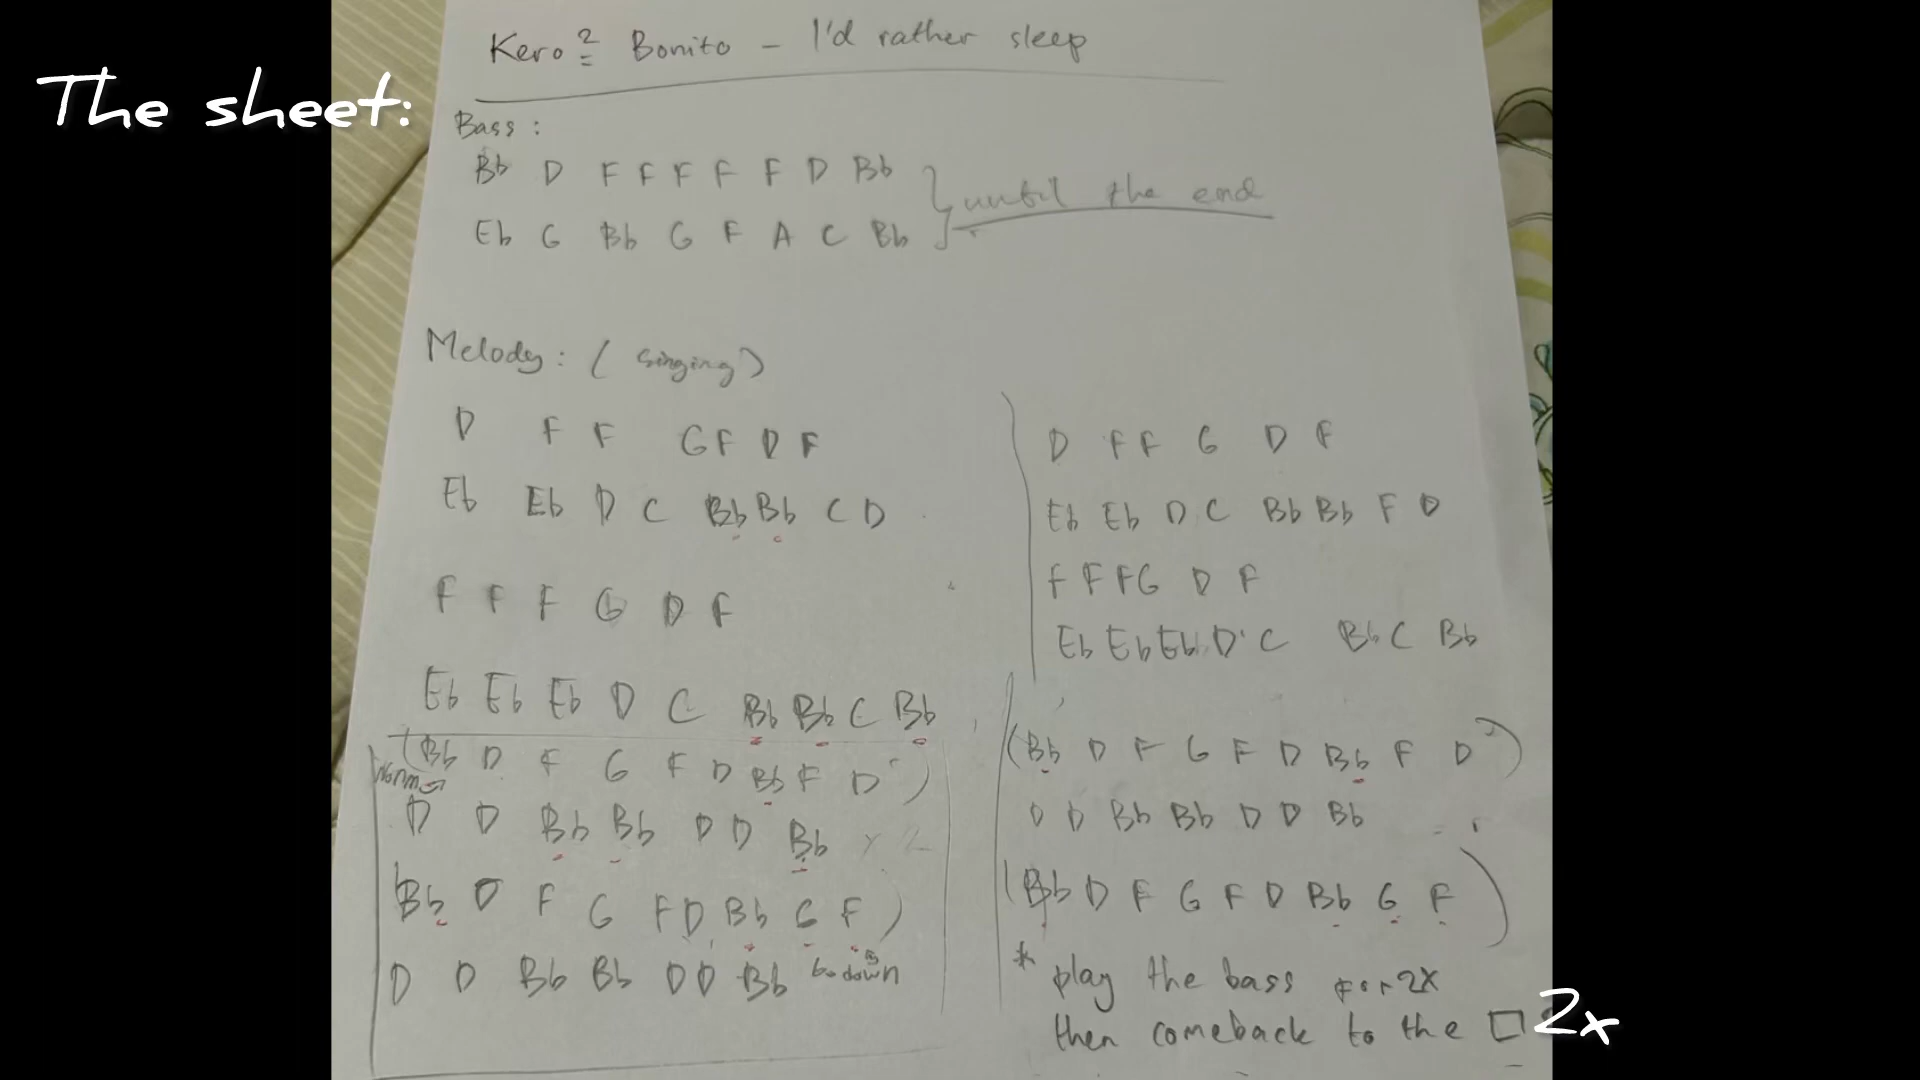 The sheet:
Kero² Bonito - I'd rather sleep
Bass:
Bb D F F F F F D Bb
Eb G Bb G F A C Bb
} until the end
Melody: (singing)
D F F G F D F
Eb Eb D C Bb Bb C D
F F F G D F
Eb Eb Eb D C Bb Bb C Bb
(Bb D F G F D Bb F D')
D D Bb Bb D D Bb x2
(Bb D F G F D Bb G F)
D D Bb Bb D D Bb Go down
D F F G D F
Eb Eb D C Bb Bb F D
F F F G D F
Eb Eb Eb D C Bb C Bb
(Bb D F G F D Bb F D')
D D Bb Bb D D Bb
(Bb D F G F D Bb G F)
* play the bass for 2x
then comeback to the □ 2x